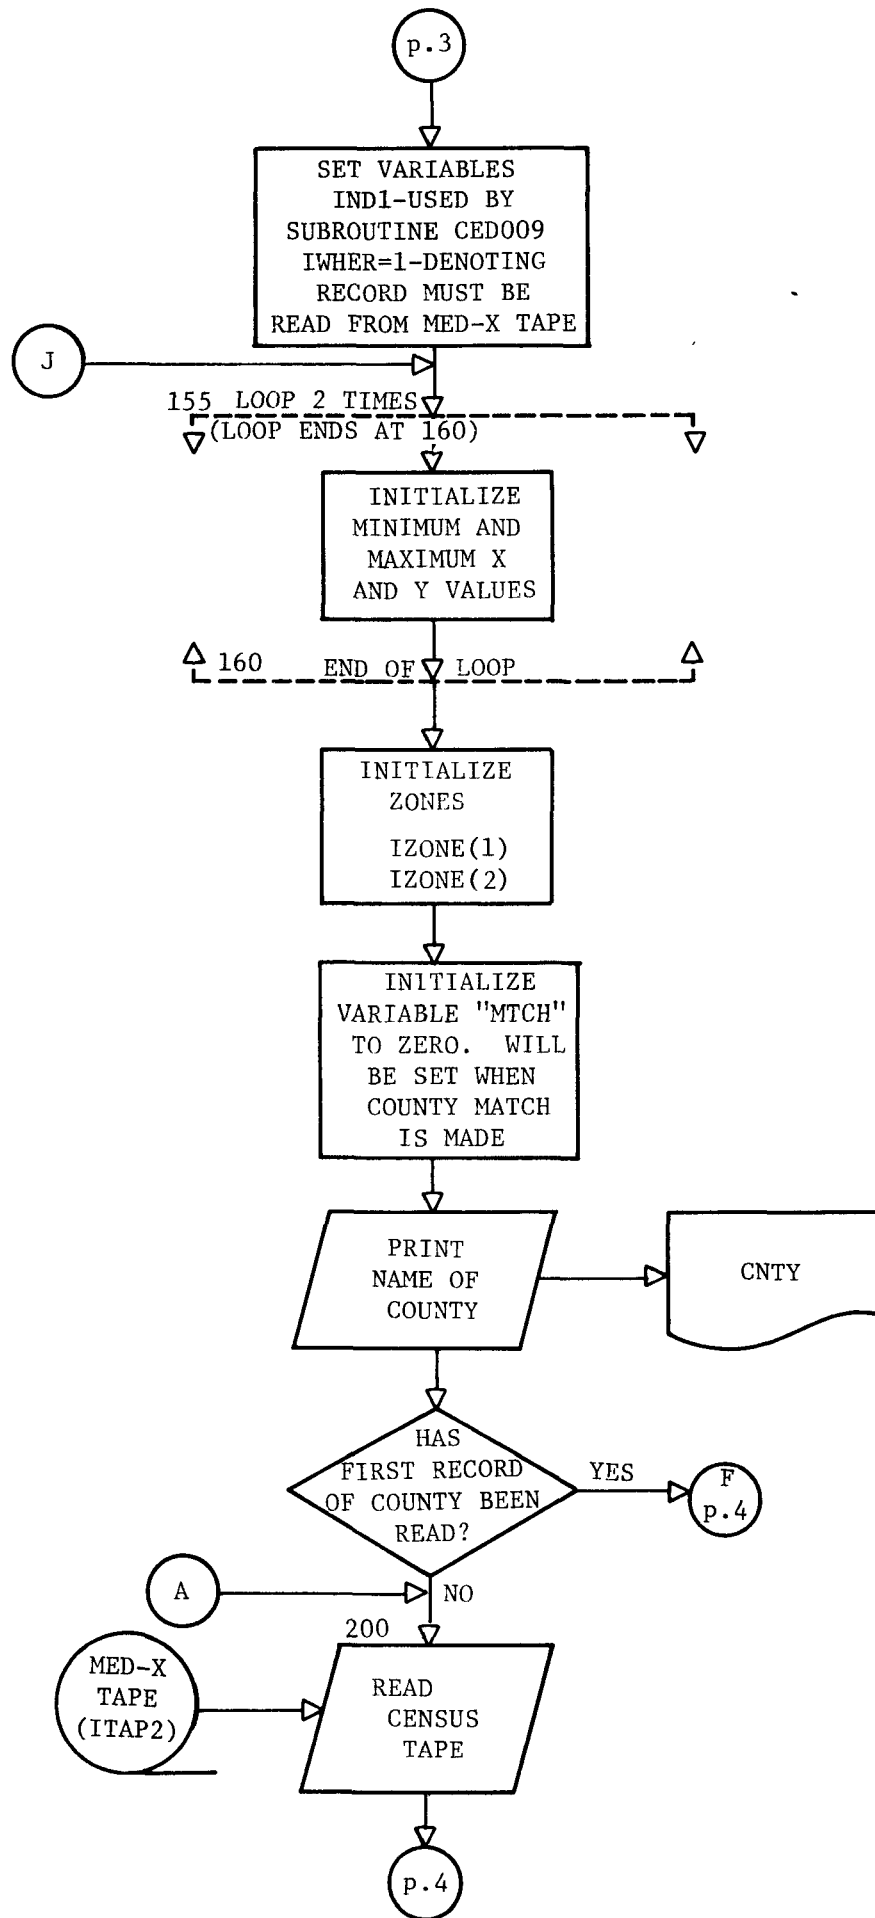 p.3
SET VARIABLES
IND1-USED BY
SUBROUTINE CED009
IWHER=1-DENOTING
RECORD MUST BE
READ FROM MED-X TAPE
J
155 LOOP 2 TIMES
(LOOP ENDS AT 160)
INITIALIZE
MINIMUM AND
MAXIMUM X
AND Y VALUES
160 END OF LOOP
INITIALIZE
ZONES
IZONE(1)
IZONE(2)
INITIALIZE
VARIABLE "MTCH"
TO ZERO. WILL
BE SET WHEN
COUNTY MATCH
IS MADE
PRINT
NAME OF
COUNTY
CNTY
HAS
FIRST RECORD
OF COUNTY BEEN
READ?
YES
F
p.4
A
NO
200
MED-X
TAPE
(ITAP2)
READ
CENSUS
TAPE
p.4